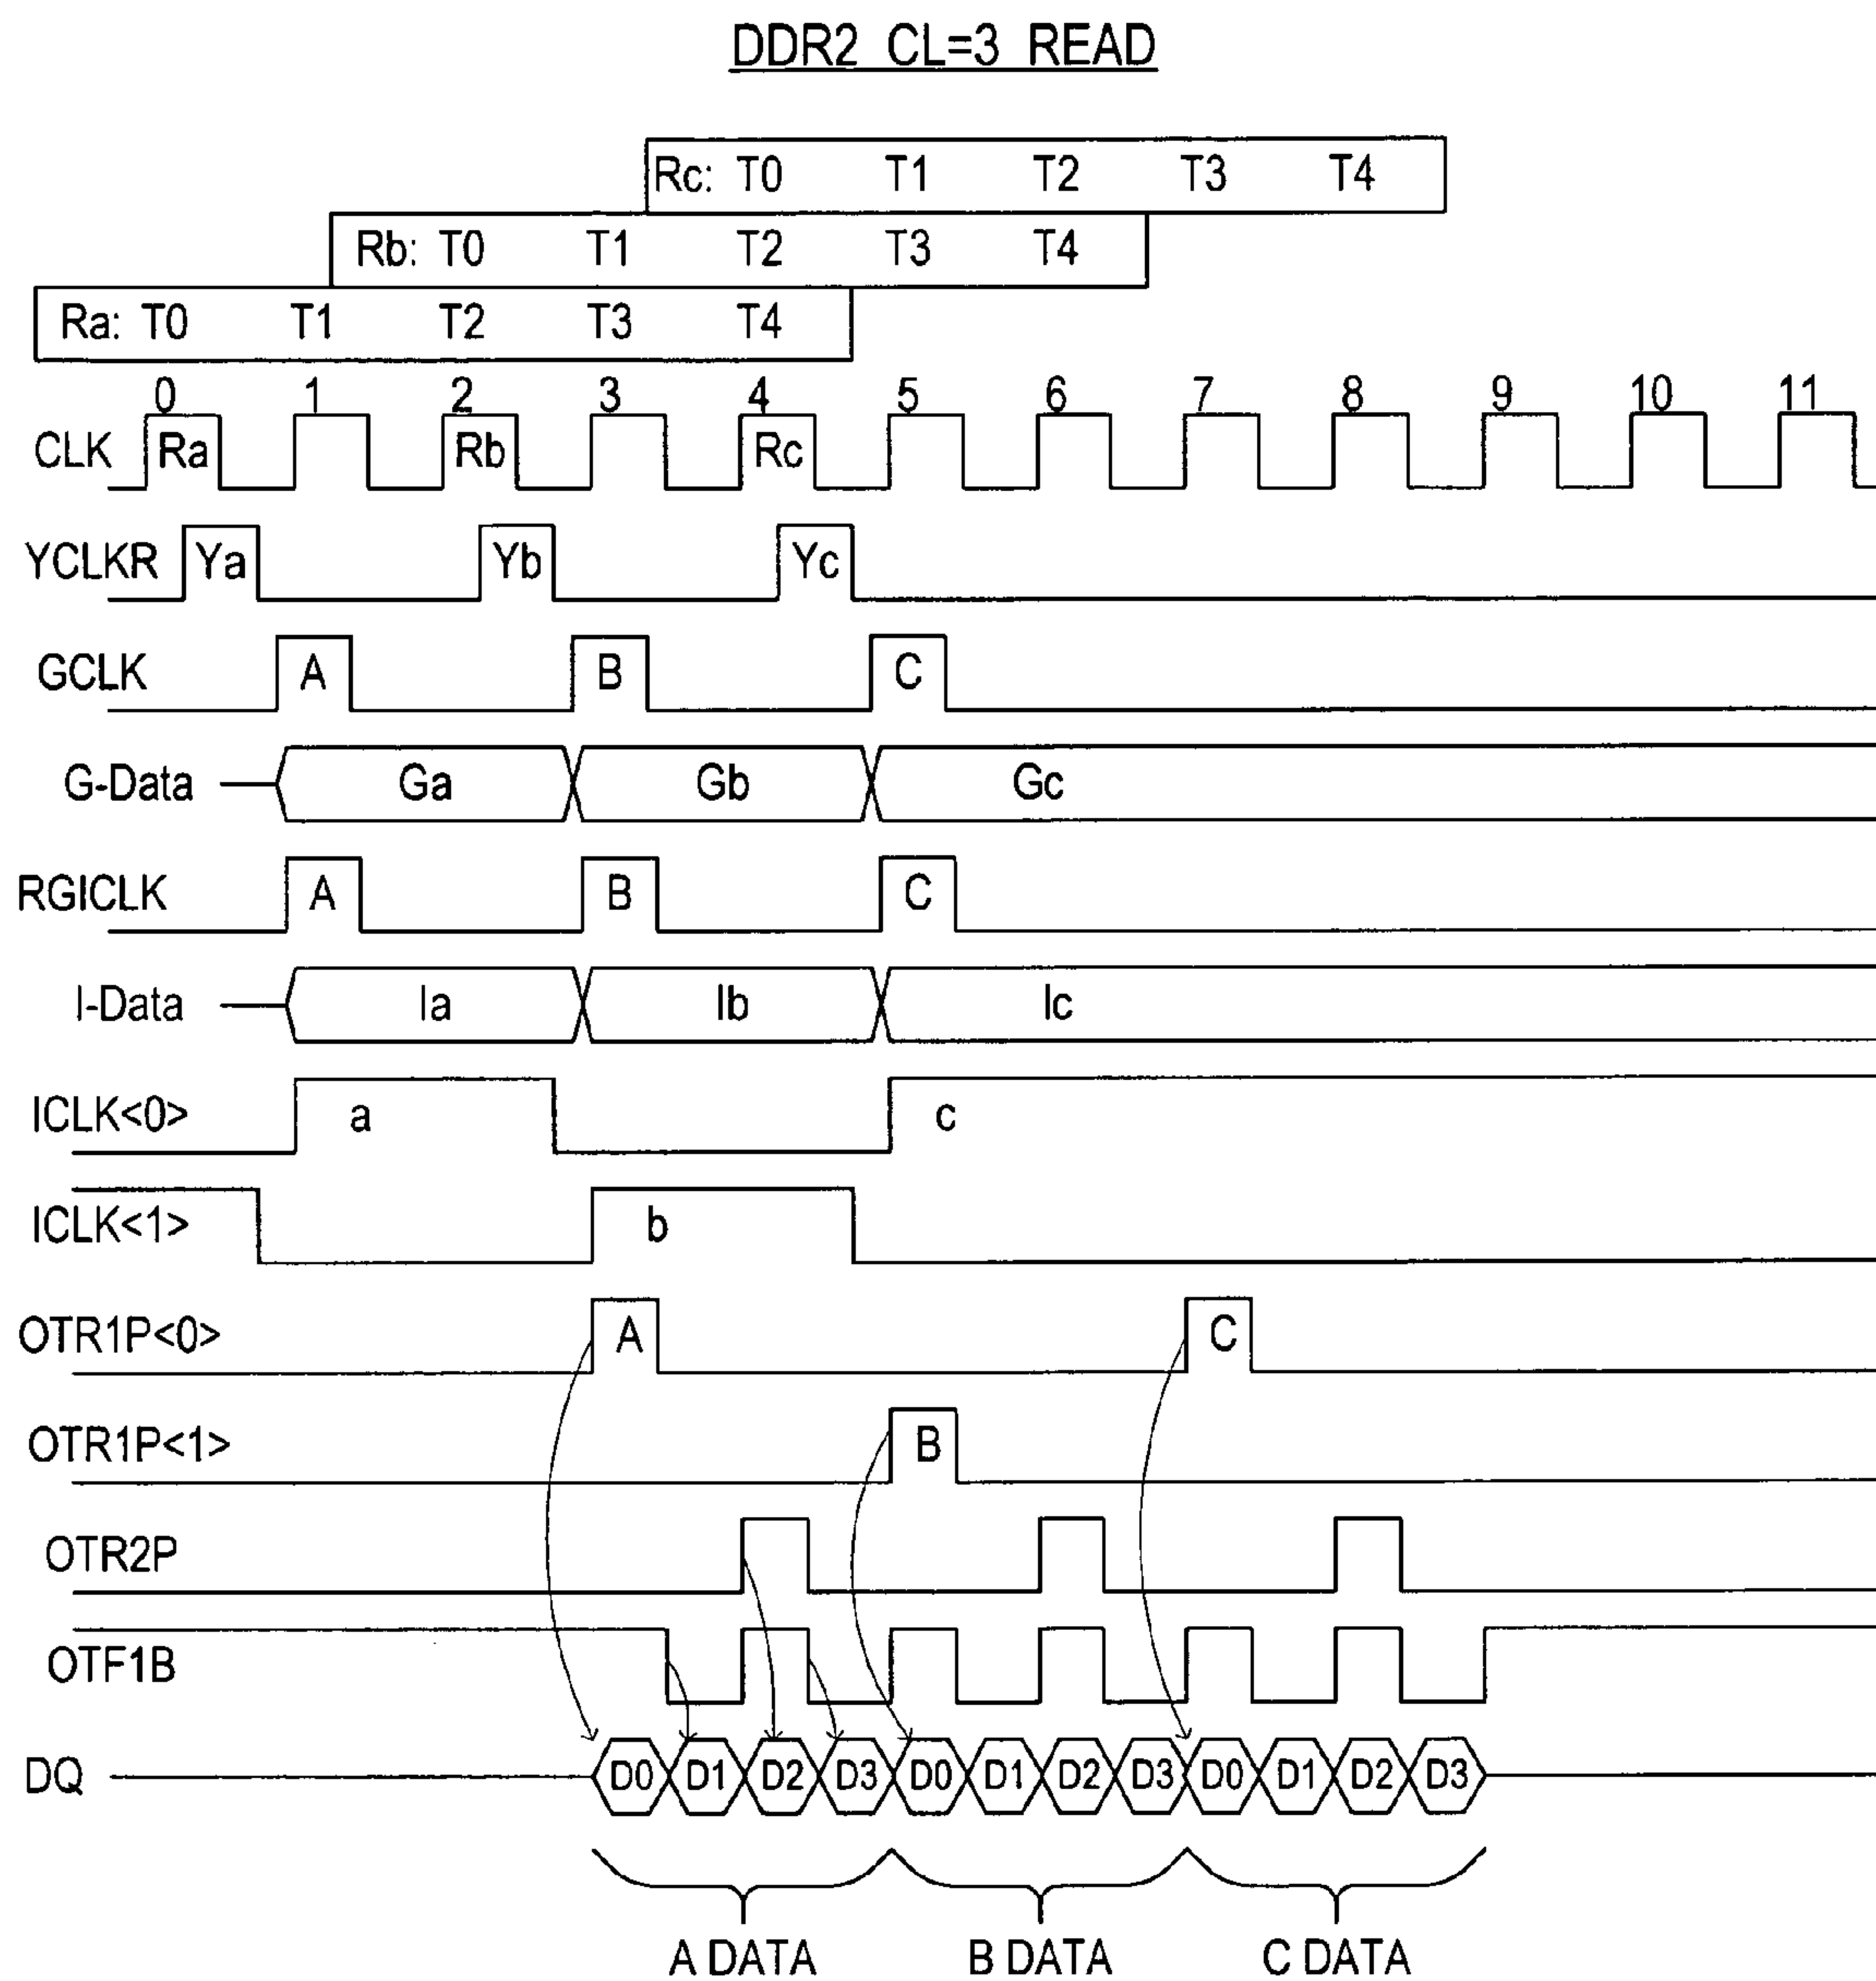 DDR2 CL=3 READ
Rc: T0 T1 T2 T3 T4
Rb: T0 T1 T2 T3 T4
Ra: T0 T1 T2 T3 T4
0 1 2 3 4 5 6 7 8 9 10 11
CLK Ra Rb Rc
YCLKR Ya Yb Yc
GCLK A B C
G-Data Ga Gb Gc
RGICLK A B C
I-Data Ia Ib Ic
ICLK<0> a c
ICLK<1> b
OTR1P<0> A C
OTR1P<1> B
OTR2P
OTF1B
DQ D0 D1 D2 D3 D0 D1 D2 D3 D0 D1 D2 D3
A DATA B DATA C DATA